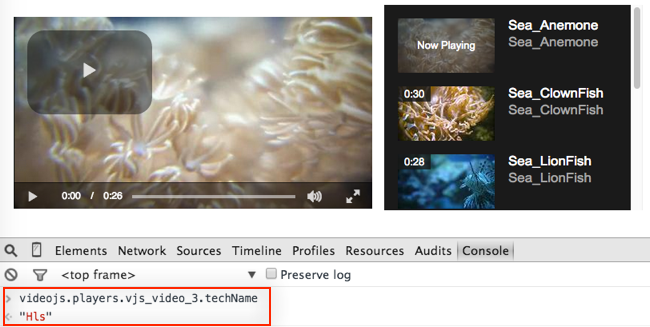 0:00 / 0:26
Now Playing
Sea_Anemone
Sea_Anemone
0:30
Sea_ClownFish
Sea_ClownFish
0:28
Sea_LionFish
Sea_LionFish
Elements Network Sources Timeline Profiles Resources Audits Console
<top frame> Preserve log
videojs.players.vjs_video_3.techName
"Hls"